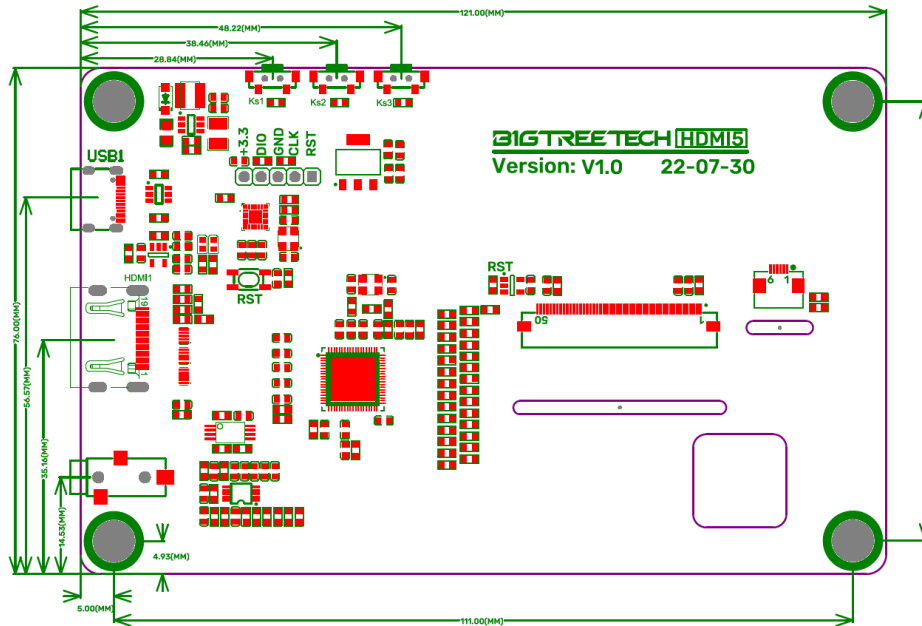 121.00(MM)
48.22(MM)
38.46(MM)
28.84(MM)
Ks1
Ks2
Ks3
+3.3
DIO
GND
CLK
RST
BIGTREETECH HDMI5
Version: V1.0 22-07-30
USB1
HDMI1
19
1
RST
RST
50
1
6 1
76.00(MM)
56.57(MM)
35.16(MM)
14.53(MM)
4.93(MM)
5.00(MM)
111.00(MM)